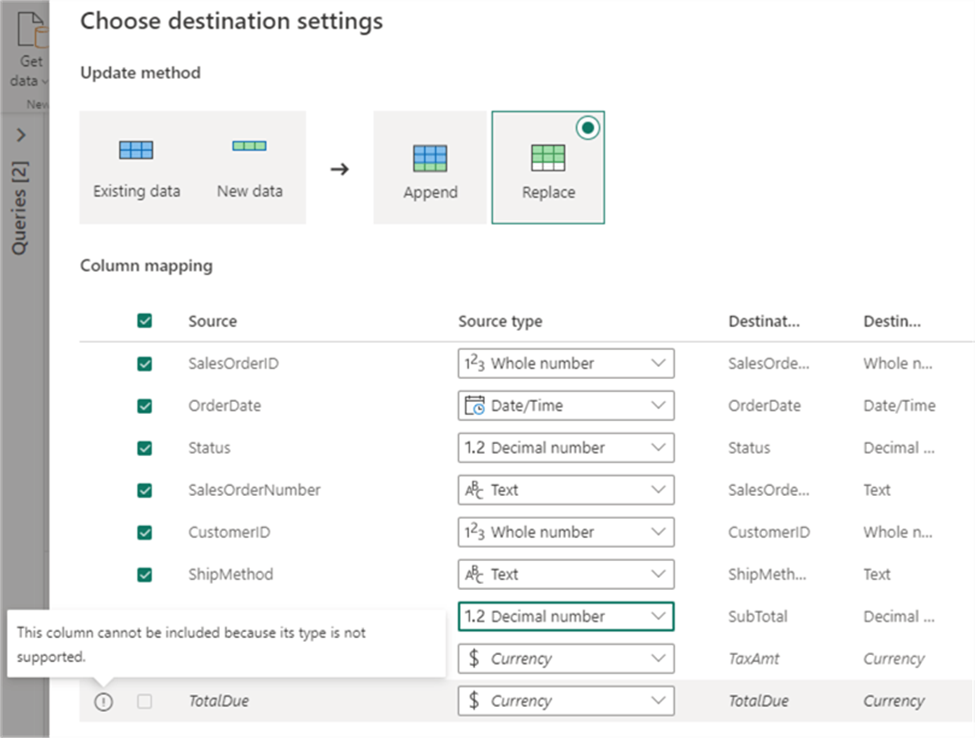 Choose destination settings
Get
data
New
Queries [2]
Update method
Existing data New data → Append Replace
Column mapping
Source Source type Destinat... Destin...
SalesOrderID 1²3 Whole number SalesOrde... Whole n...
OrderDate Date/Time OrderDate Date/Time
Status 1.2 Decimal number Status Decimal ...
SalesOrderNumber ABC Text SalesOrde... Text
CustomerID 1²3 Whole number CustomerID Whole n...
ShipMethod ABC Text ShipMeth... Text
1.2 Decimal number SubTotal Decimal ...
This column cannot be included because its type is not
supported.
$ Currency TaxAmt Currency
TotalDue $ Currency TotalDue Currency